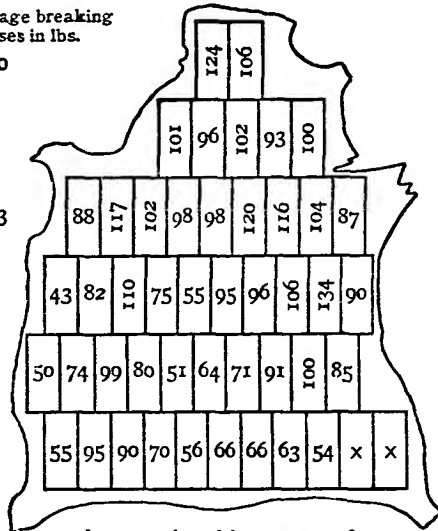 age breaking
ses in lbs.
124 106
101 96 102 93 100
88 117 102 98 98 120 116 104 87
43 82 110 75 55 95 96 106 134 90
50 74 99 80 51 64 71 91 100 85
55 95 90 70 56 66 66 63 54 x x